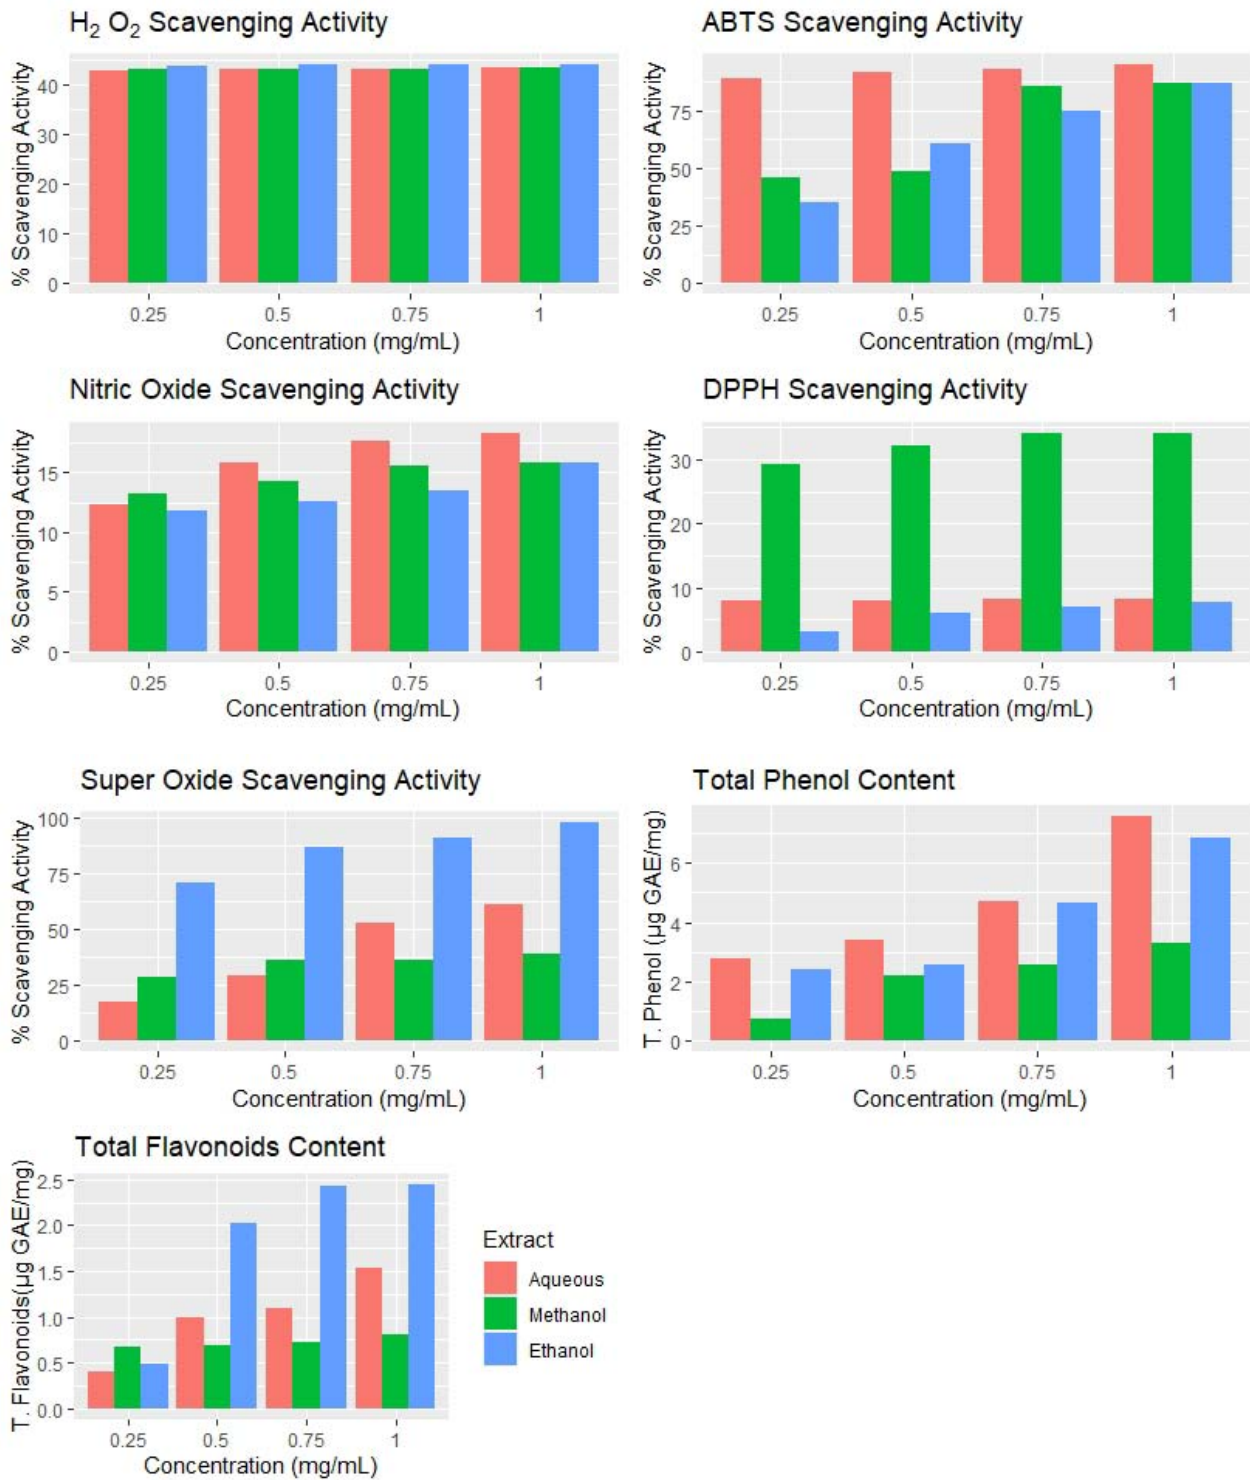 H₂ O₂ Scavenging Activity
% Scavenging Activity
40
30
20
10
0
0.25 0.5 0.75 1
Concentration (mg/mL)
ABTS Scavenging Activity
% Scavenging Activity
75
50
25
0
0.25 0.5 0.75 1
Concentration (mg/mL)
Nitric Oxide Scavenging Activity
% Scavenging Activity
15
10
5
0
0.25 0.5 0.75 1
Concentration (mg/mL)
DPPH Scavenging Activity
% Scavenging Activity
30
20
10
0
0.25 0.5 0.75 1
Concentration (mg/mL)
Super Oxide Scavenging Activity
% Scavenging Activity
100
75
50
25
0
0.25 0.5 0.75 1
Concentration (mg/mL)
Total Phenol Content
T. Phenol (µg GAE/mg)
6
4
2
0
0.25 0.5 0.75 1
Concentration (mg/mL)
Total Flavonoids Content
T. Flavonoids(µg GAE/mg)
2.5
2.0
1.5
1.0
0.5
0.0
0.25 0.5 0.75 1
Concentration (mg/mL)
Extract
Aqueous
Methanol
Ethanol